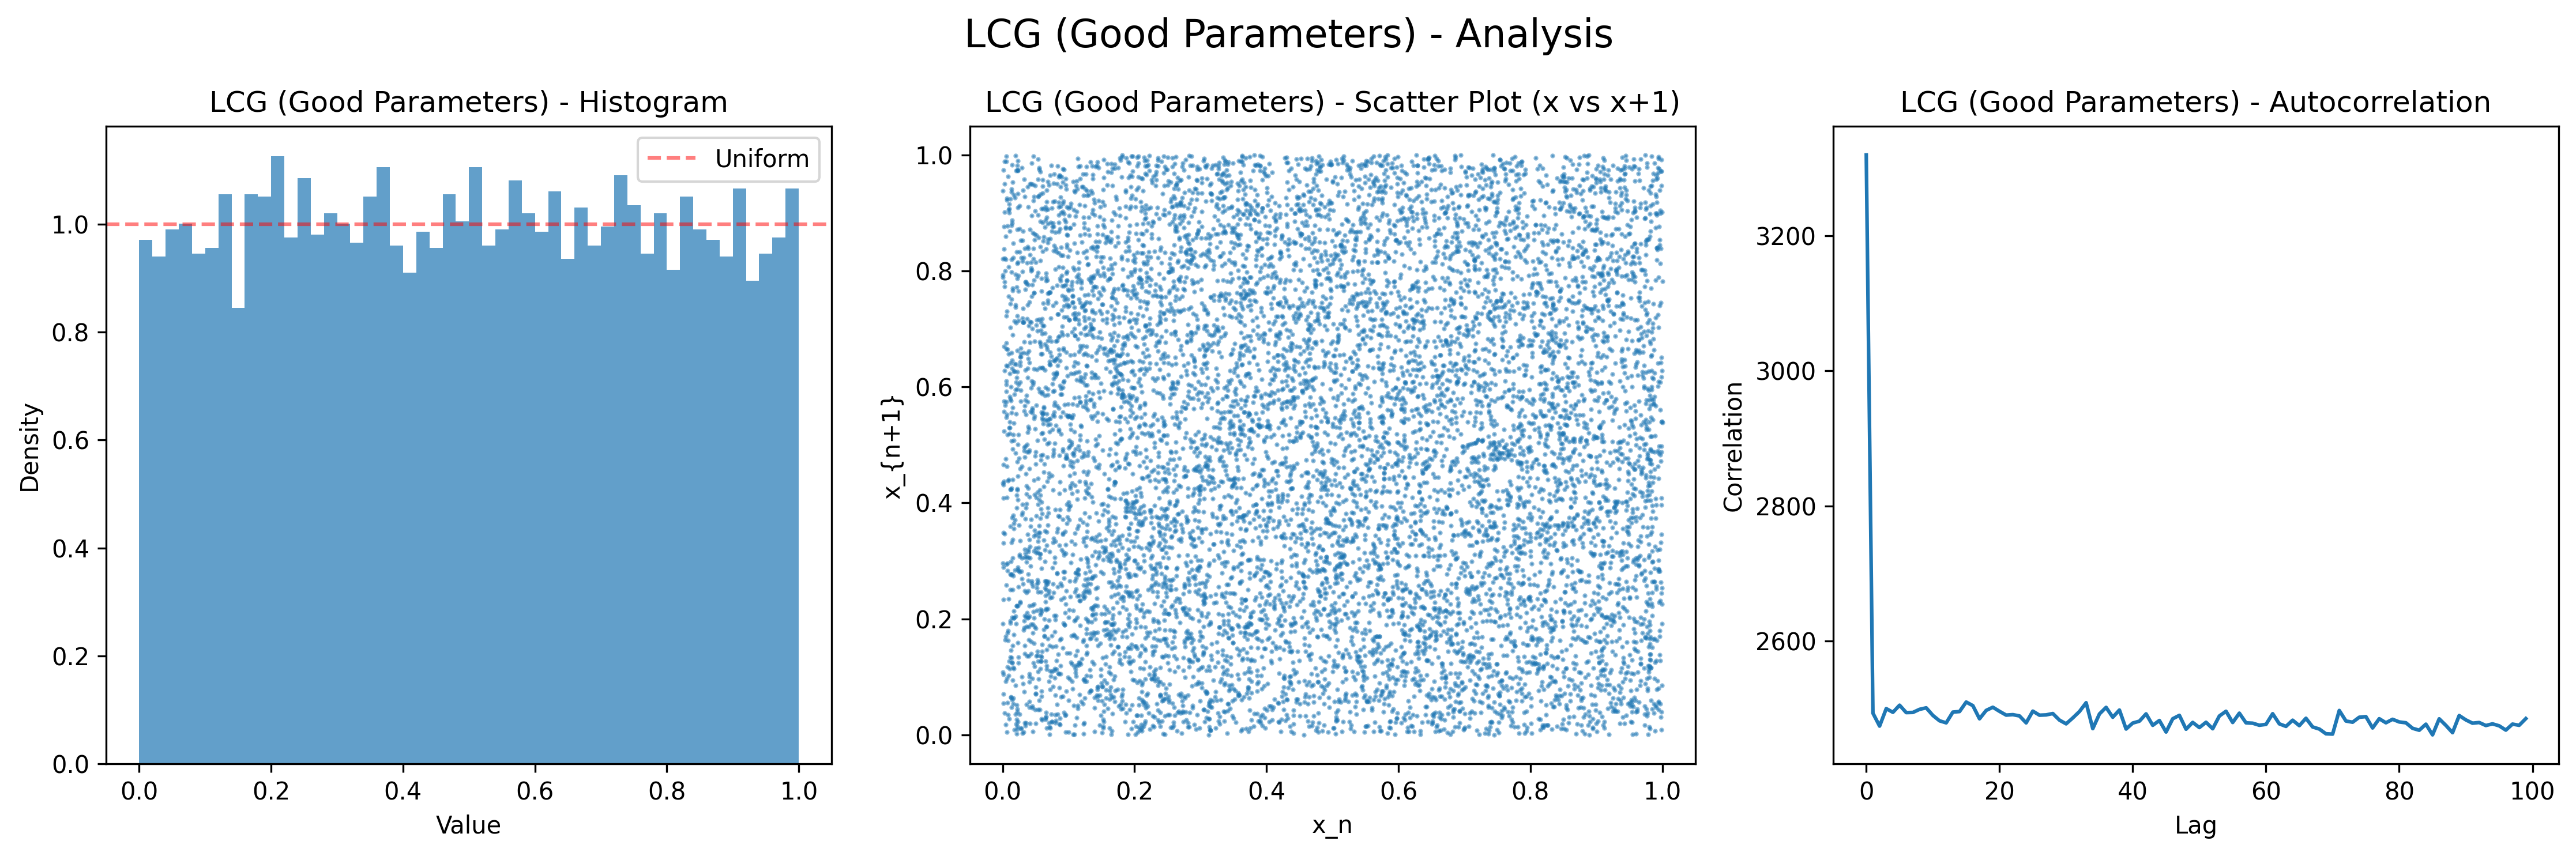 LCG (Good Parameters) - Analysis
LCG (Good Parameters) - Histogram
Uniform
1.0
0.8
0.6
0.4
0.2
0.0
Density
0.0 0.2 0.4 0.6 0.8 1.0
Value
LCG (Good Parameters) - Scatter Plot (x vs x+1)
1.0
0.8
0.6
0.4
0.2
0.0
x_{n+1}
0.0 0.2 0.4 0.6 0.8 1.0
x_n
LCG (Good Parameters) - Autocorrelation
3200
3000
2800
2600
Correlation
0 20 40 60 80 100
Lag